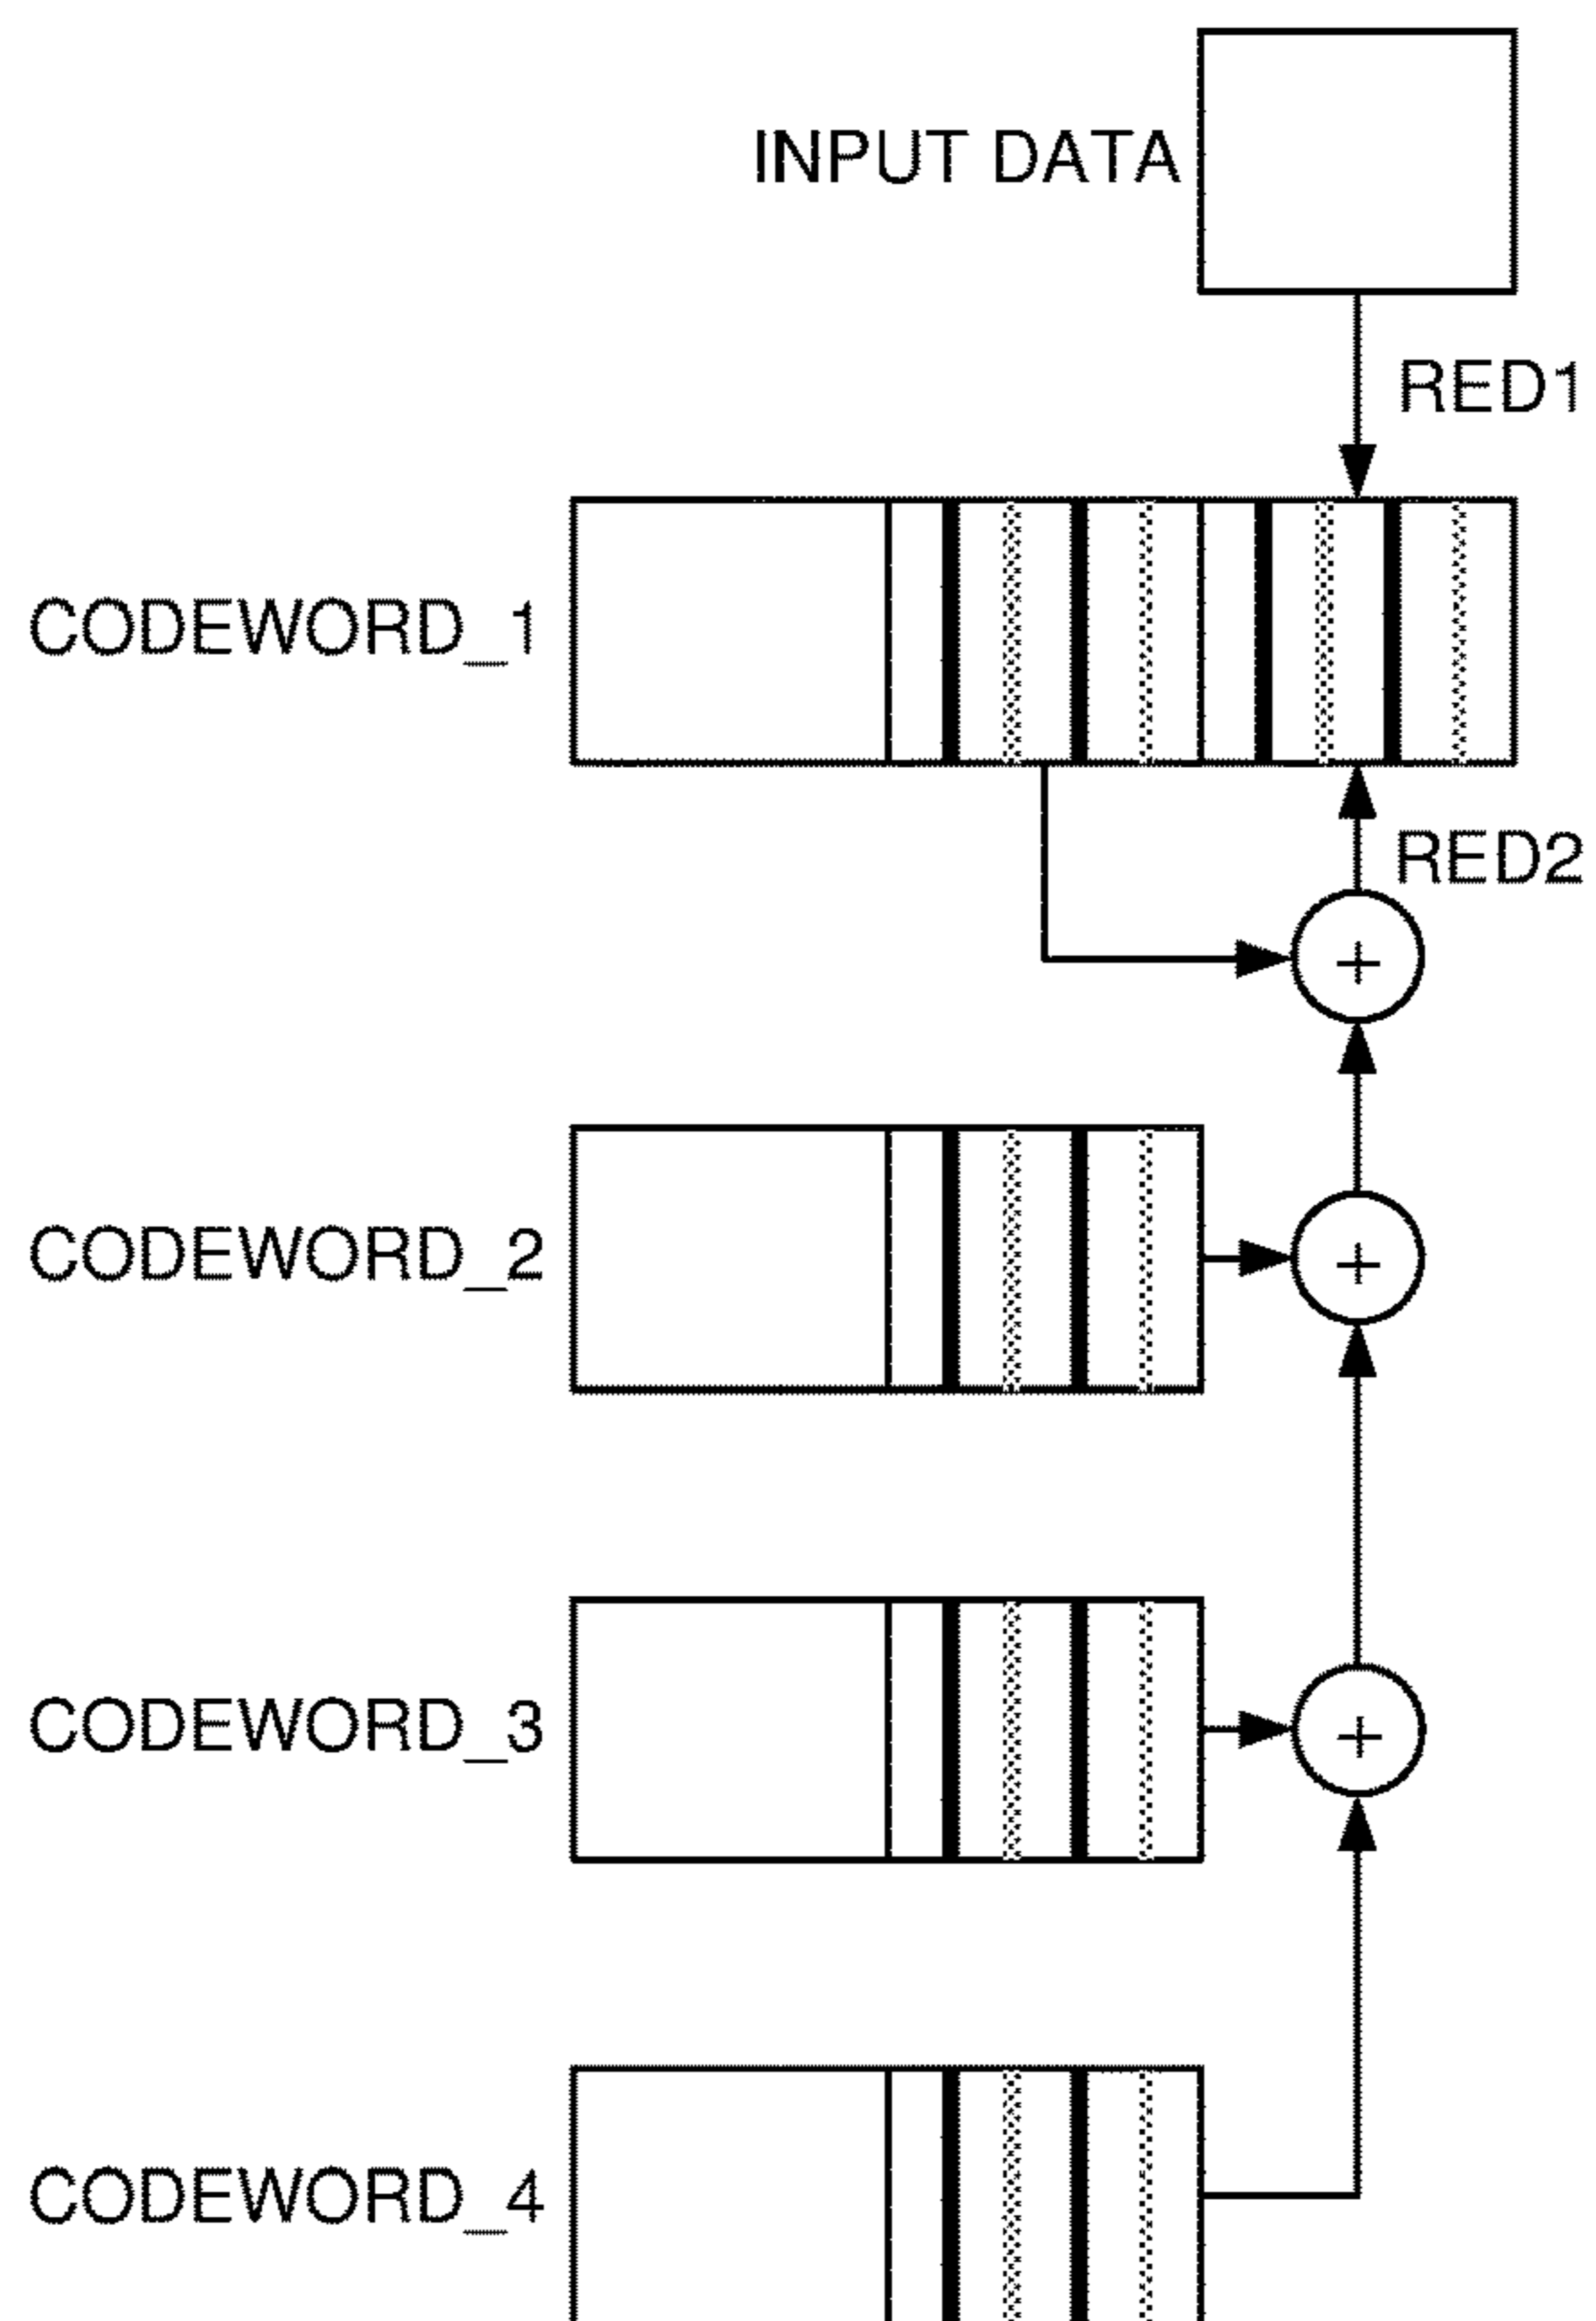 INPUT DATA
RED1
CODEWORD_1
RED2
+
CODEWORD_2
+
CODEWORD_3
+
CODEWORD_4